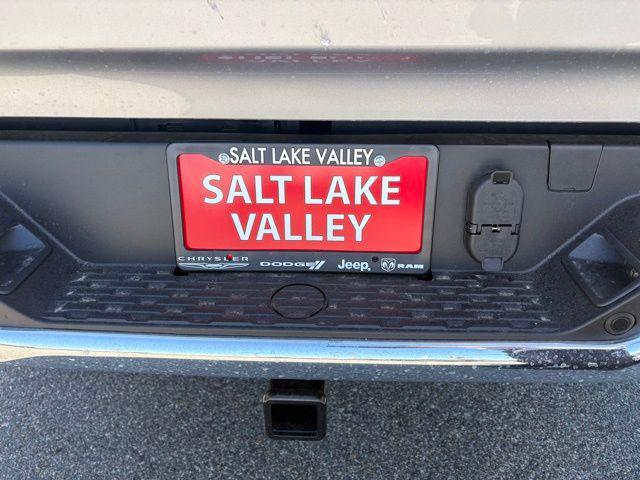 SALT LAKE VALLEY
SALT LAKE
VALLEY
CHRYSLER DODGE Jeep RAM